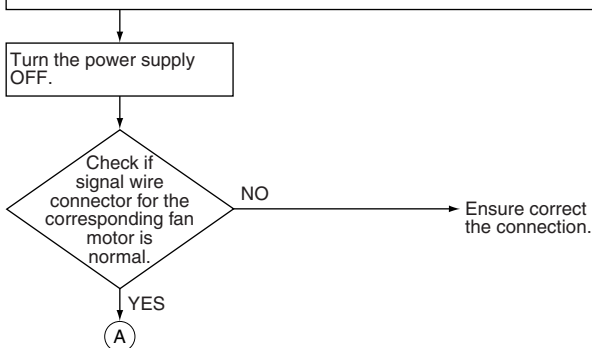 Turn the power supply
OFF.
Check if
signal wire
connector for the
corresponding fan
motor is
normal.
NO
Ensure correct
the connection.
YES
A